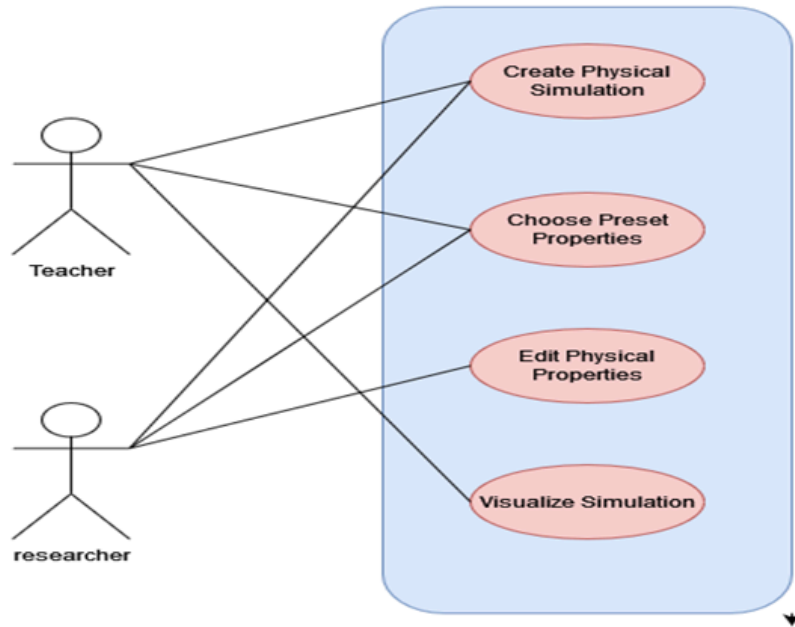 Create Physical
Simulation
Choose Preset
Properties
Teacher
Edit Physical
Properties
Visualize Simulation
researcher